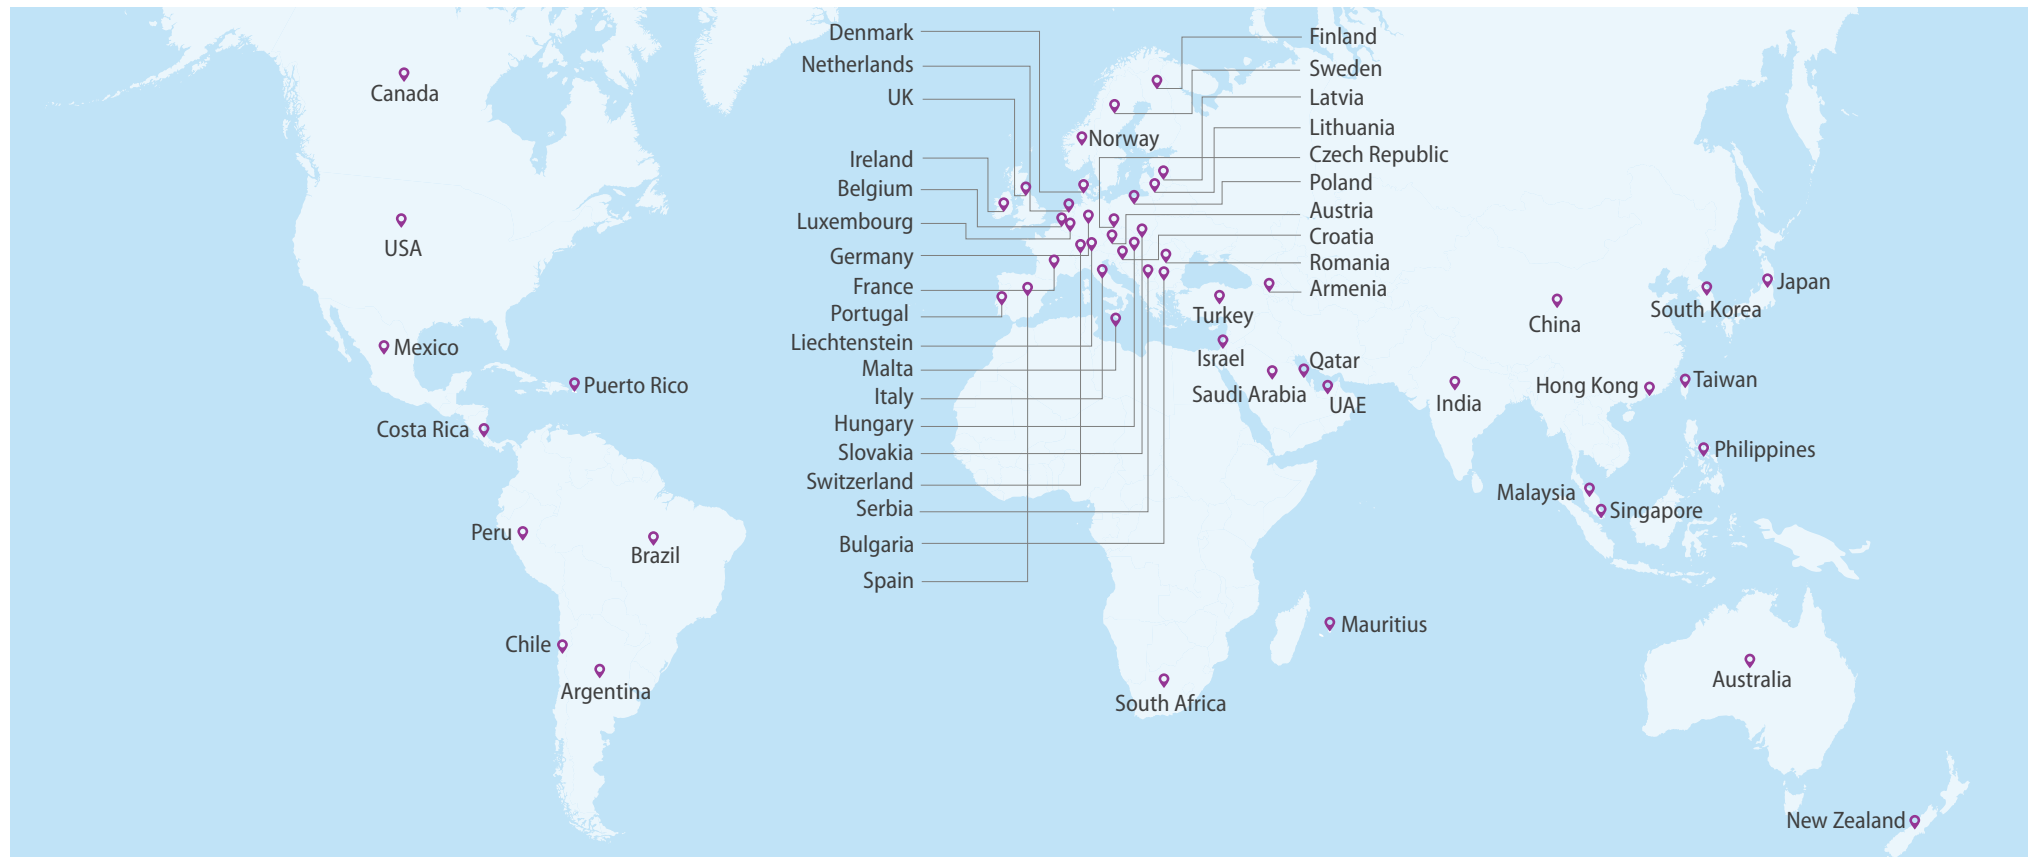 Canada
USA
Mexico
Puerto Rico
Costa Rica
Peru
Brazil
Chile
Argentina
Denmark
Netherlands
UK
Ireland
Belgium
Luxembourg
Germany
France
Portugal
Liechtenstein
Malta
Italy
Hungary
Slovakia
Switzerland
Serbia
Bulgaria
Spain
Norway
Finland
Sweden
Latvia
Lithuania
Czech Republic
Poland
Austria
Croatia
Romania
Armenia
Turkey
Israel
Qatar
Saudi Arabia
UAE
South Africa
Mauritius
India
China
South Korea
Japan
Hong Kong
Taiwan
Philippines
Malaysia
Singapore
Australia
New Zealand